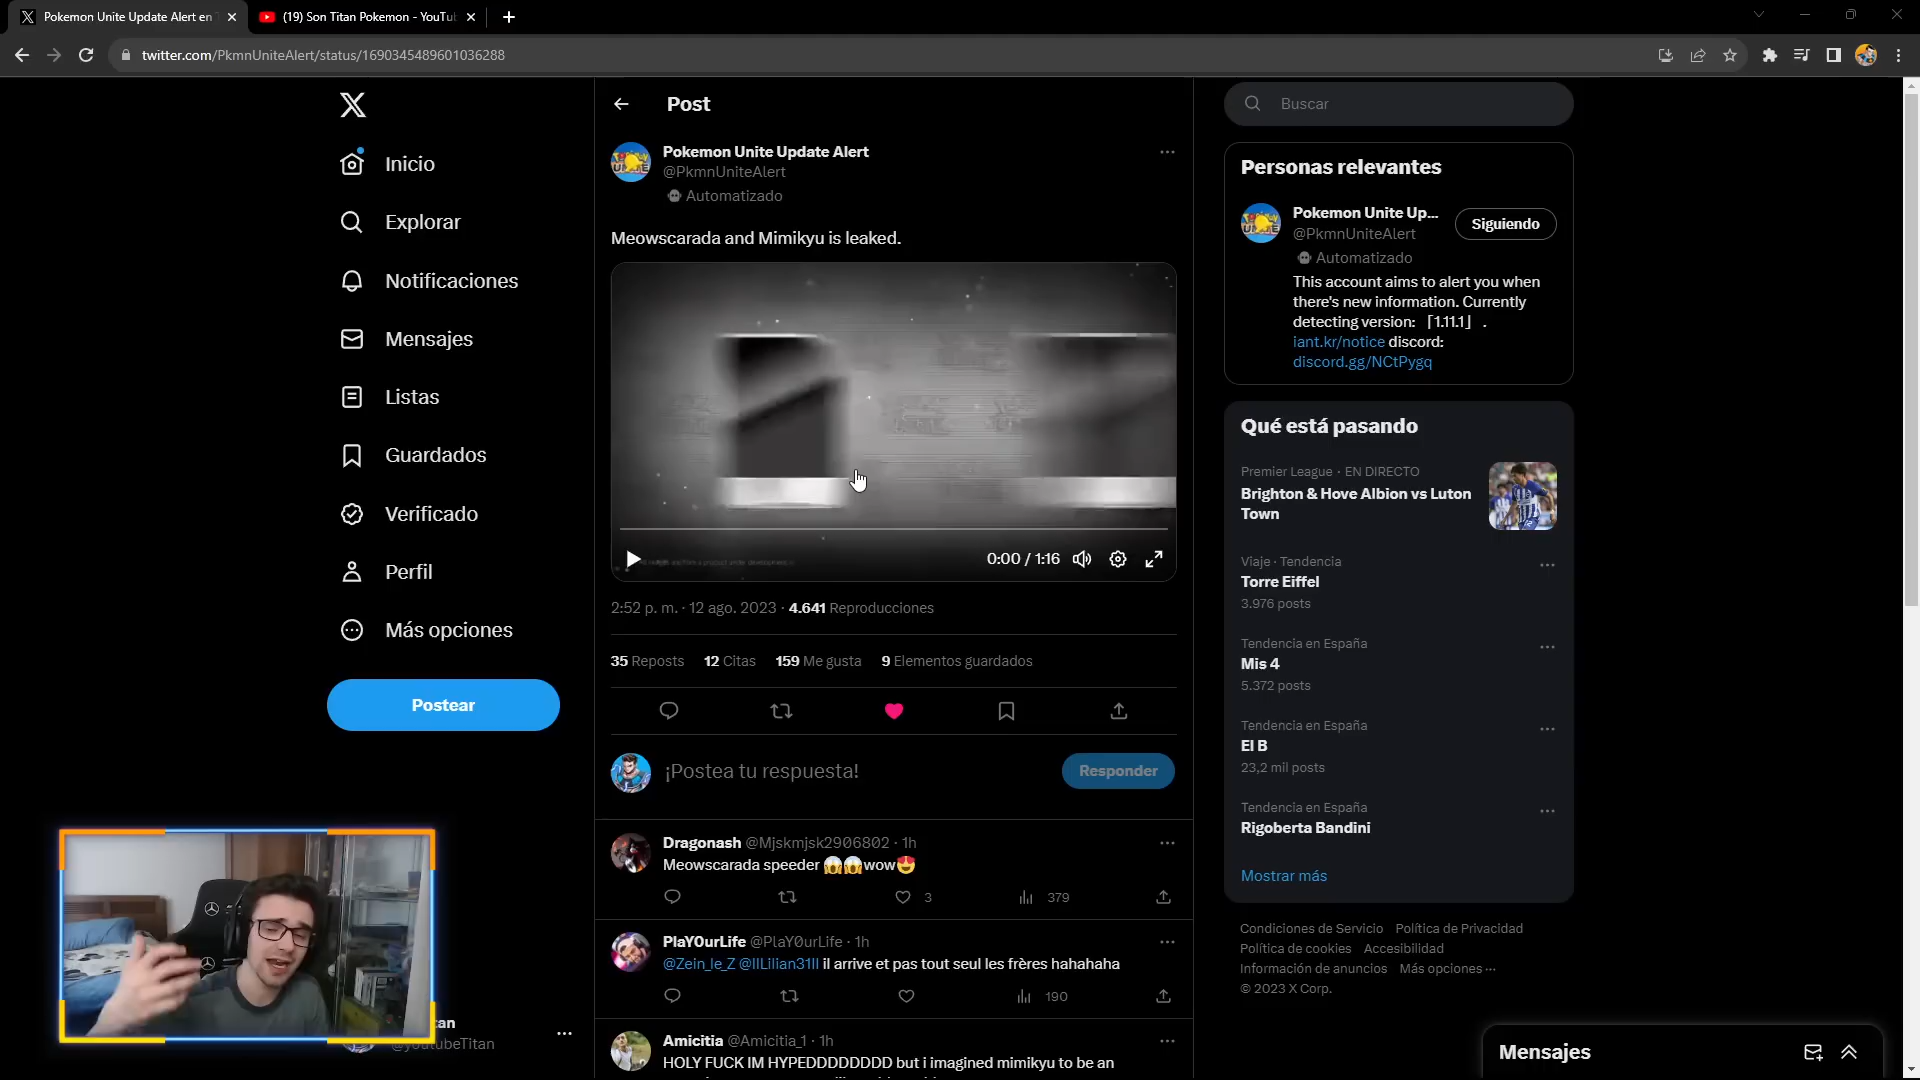 Pokemon Unite Update Alert en
(19) Son Titan Pokemon - YouTu
twitter.com/PkmnUniteAlert/status/1690345489601036288
Inicio
Explorar
Notificaciones
Mensajes
Listas
Guardados
Verificado
Perfil
Más opciones
Postear
tan
@youtubeTitan
Post
Pokemon Unite Update Alert
@PkmnUniteAlert
Automatizado
Meowscarada and Mimikyu is leaked.
0:00 / 1:16
2:52 p. m. · 12 ago. 2023 · 4.641 Reproducciones
35 Reposts 12 Citas 159 Me gusta 9 Elementos guardados
¡Postea tu respuesta!
Responder
Dragonash @Mjskmjsk2906802 · 1h
Meowscarada speeder 😱😱wow😍
3 379
PlaY0urLife @PlaY0urLife · 1h
@Zein_le_Z @IILilian31II il arrive et pas tout seul les frères hahahaha
190
Amicitia @Amicitia_1 · 1h
HOLY FUCK IM HYPEDDDDDDDD but i imagined mimikyu to be an
Buscar
Personas relevantes
Pokemon Unite Up...
@PkmnUniteAlert
Siguiendo
Automatizado
This account aims to alert you when
there's new information. Currently
detecting version: ｢1.11.1｣ .
iant.kr/notice discord:
discord.gg/NCtPygq
Qué está pasando
Premier League · EN DIRECTO
Brighton & Hove Albion vs Luton
Town
Viaje · Tendencia
Torre Eiffel
3.976 posts
Tendencia en España
Mis 4
5.372 posts
Tendencia en España
El B
23,2 mil posts
Tendencia en España
Rigoberta Bandini
Mostrar más
Condiciones de Servicio Política de Privacidad
Política de cookies Accesibilidad
Información de anuncios Más opciones ···
© 2023 X Corp.
Mensajes